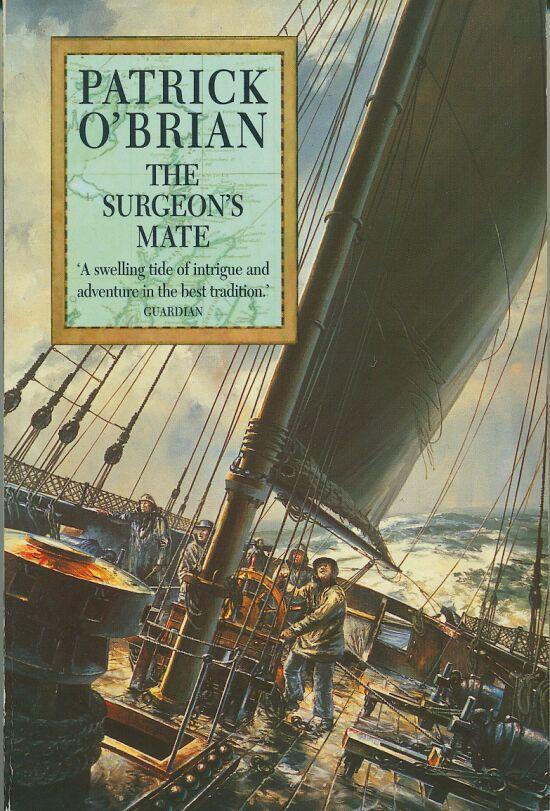 PATRICK
O'BRIAN
THE
SURGEON'S
MATE
‘A swelling tide of intrigue and
adventure in the best tradition.’
GUARDIAN